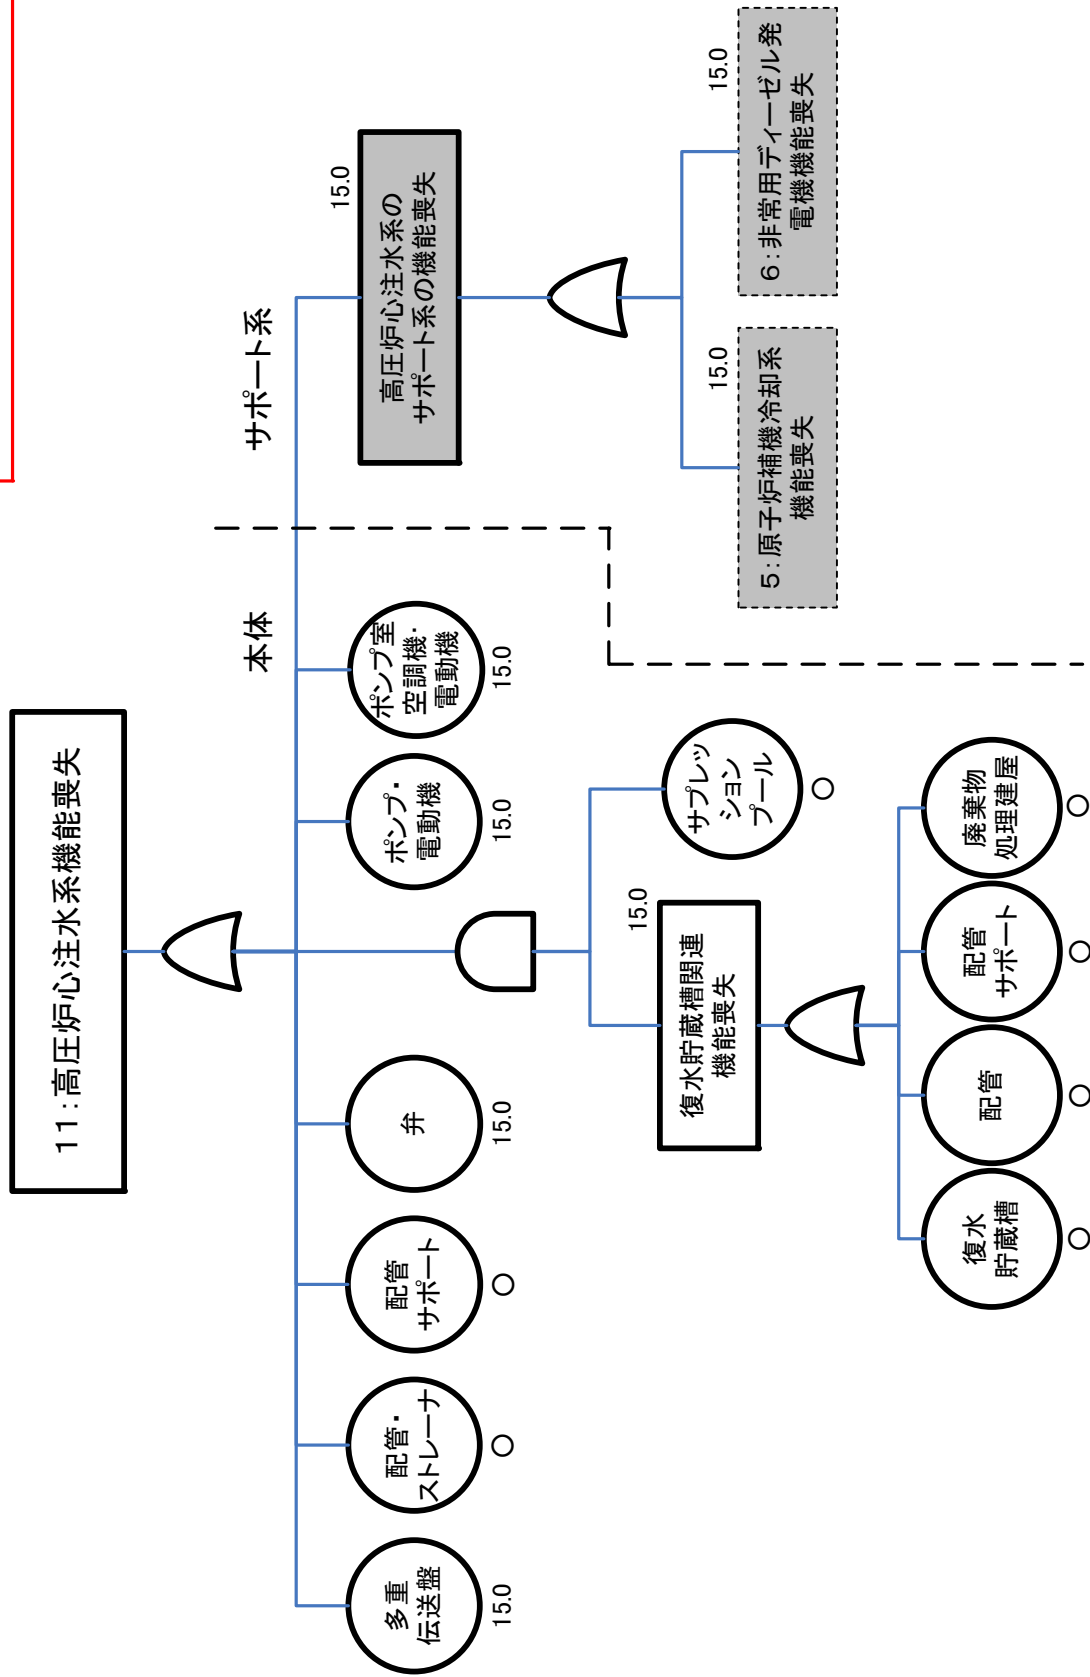 11：高圧炉心注水系機能喪失
本体
サポート系
多重
伝送盤
15.0
配管・
ストレーナ
○
配管
サポート
○
弁
15.0
ポンプ・
電動機
15.0
ポンプ室
空調機・
電動機
15.0
15.0
高圧炉心注水系の
サポート系の機能喪失
15.0
復水貯蔵槽関連
機能喪失
サプレッ
ション
プール
○
15.0
5：原子炉補機冷却系
機能喪失
15.0
6：非常用ディーゼル発
電機機能喪失
復水
貯蔵槽
○
配管
○
配管
サポート
○
廃棄物
処理建屋
○